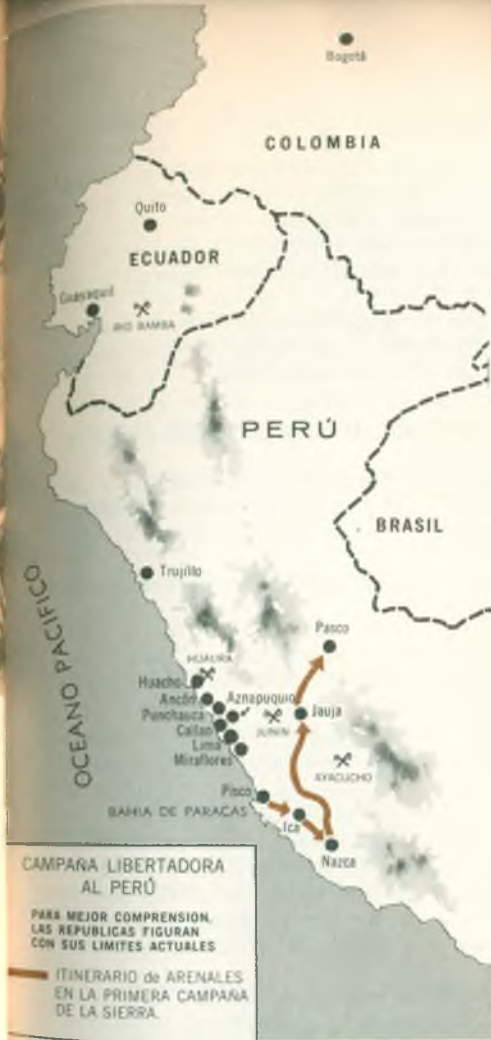 Bogotá
COLOMBIA
Quito
ECUADOR
Guayaquil
RIO BAMBA
PERÚ
BRASIL
Trujillo
OCEANO PACIFICO
Pasco
HUAURA
Huacho
Ancón
Aznapuquio
Punchauca
Jauja
JUNIN
Callao
Lima
Miraflores
AYACUCHO
Pisco
BAHIA DE PARACAS
Ica
Nazca
CAMPAÑA LIBERTADORA
AL PERÚ
PARA MEJOR COMPRENSION,
LAS REPUBLICAS FIGURAN
CON SUS LIMITES ACTUALES
ITINERARIO de ARENALES
EN LA PRIMERA CAMPAÑA
DE LA SIERRA.